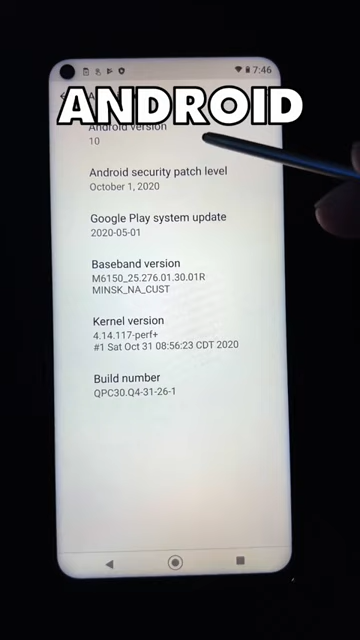 7:46
ANDROID
Android version
10
Android security patch level
October 1, 2020
Google Play system update
2020-05-01
Baseband version
M6150_25.276.01.30.01R
MINSK_NA_CUST
Kernel version
4.14.117-perf+
#1 Sat Oct 31 08:56:23 CDT 2020
Build number
QPC30.Q4-31-26-1